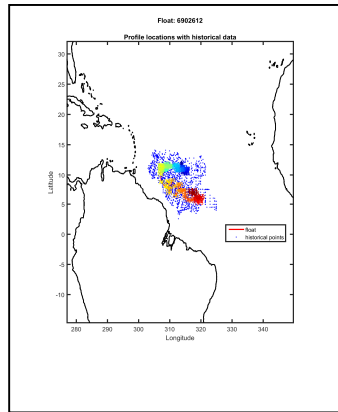 Float: 6902612
Profile locations with historical data
30
25
20
15
10
5
0
-5
-10
Latitude
float
historical points
280 290 300 310 320 330 340
Longitude